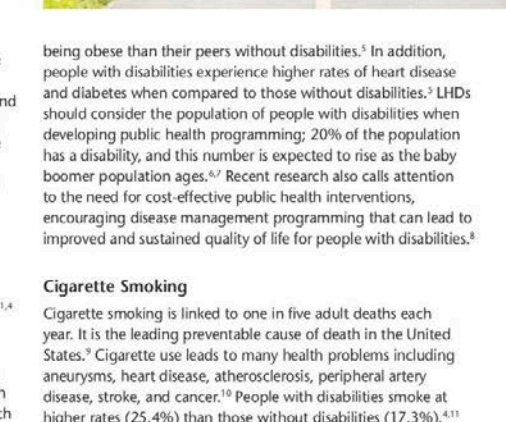 being obese than their peers without disabilities.⁵ In addition,
people with disabilities experience higher rates of heart disease
and diabetes when compared to those without disabilities.⁵ LHDs
should consider the population of people with disabilities when
developing public health programming; 20% of the population
has a disability, and this number is expected to rise as the baby
boomer population ages.⁶,⁷ Recent research also calls attention
to the need for cost-effective public health interventions,
encouraging disease management programming that can lead to
improved and sustained quality of life for people with disabilities.⁸
Cigarette Smoking
Cigarette smoking is linked to one in five adult deaths each
year. It is the leading preventable cause of death in the United
States.⁹ Cigarette use leads to many health problems including
aneurysms, heart disease, atherosclerosis, peripheral artery
disease, stroke, and cancer.¹⁰ People with disabilities smoke at
higher rates (25.4%) than those without disabilities (17.3%).⁴,¹¹